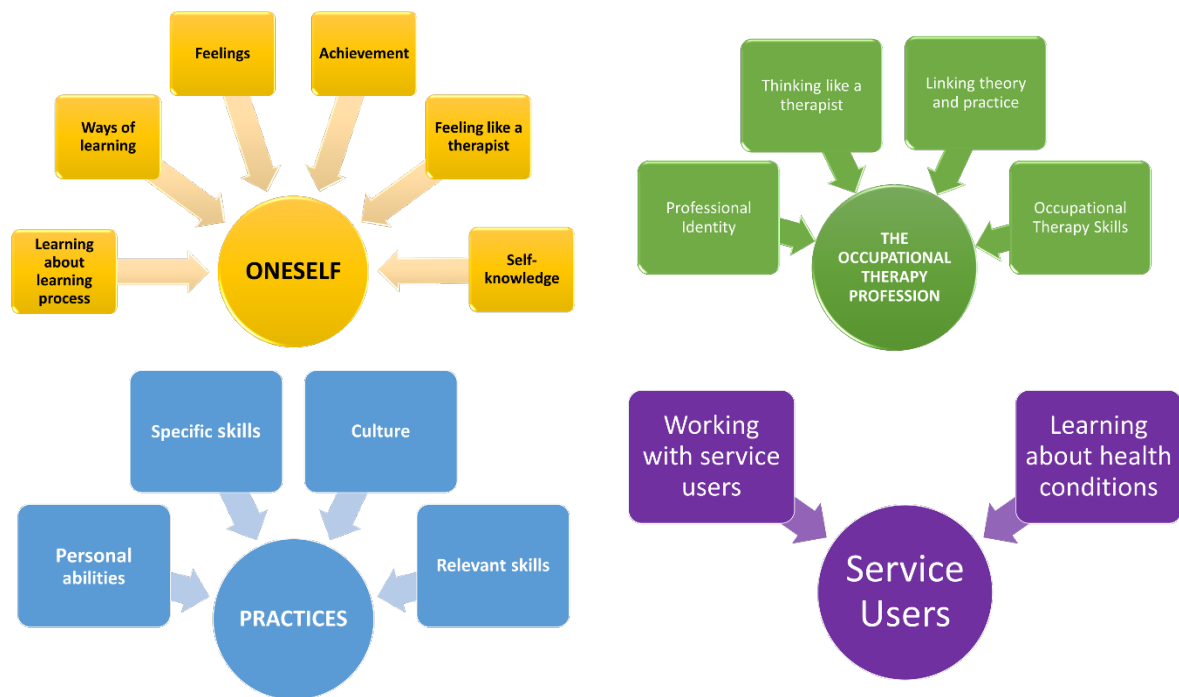 Feelings
Achievement
Ways of
learning
Feeling like a
therapist
Learning about
learning
process
ONESELF
Self-
knowledge
Thinking like a
therapist
Linking theory
and practice
Professional
Identity
Occupational
Therapy Skills
THE
OCCUPATIONAL
THERAPY
PROFESSION
Specific skills
Culture
Personal
abilities
Relevant skills
PRACTICES
Working
with service
users
Learning
about health
conditions
Service
Users